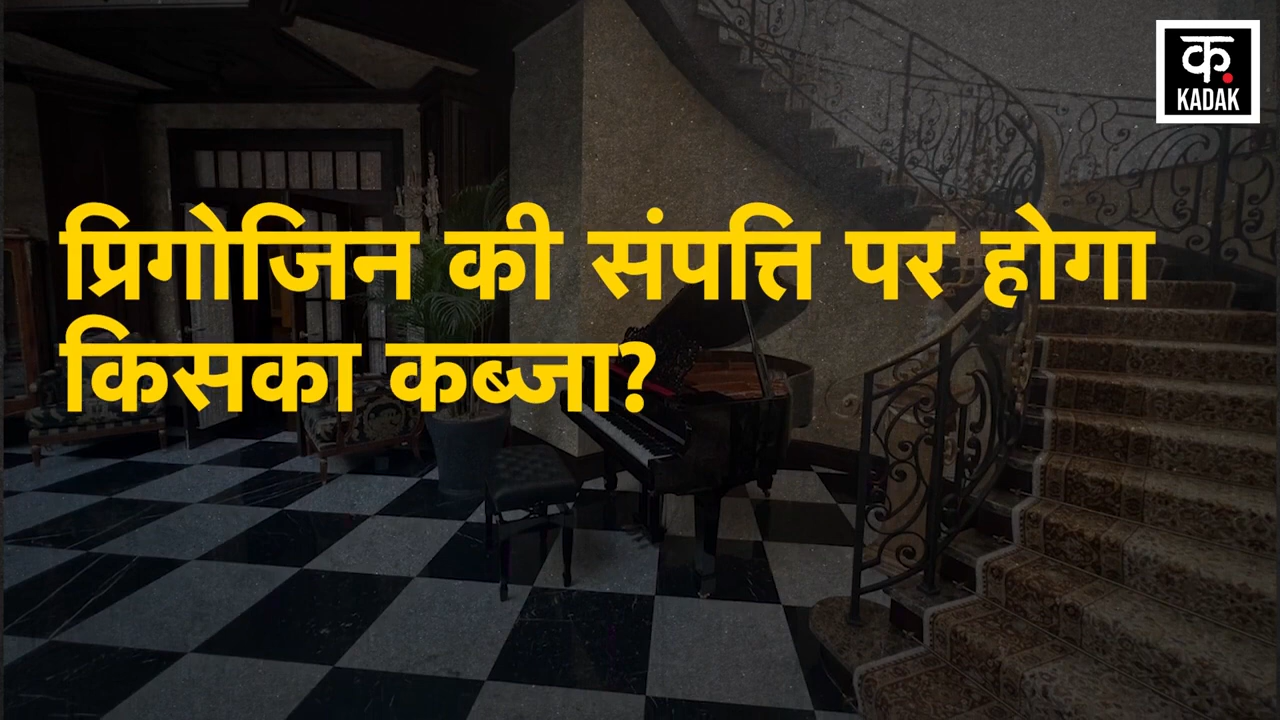 क.
KADAK
प्रिगोजिन की संपत्ति पर होगा
किसका कब्जा?